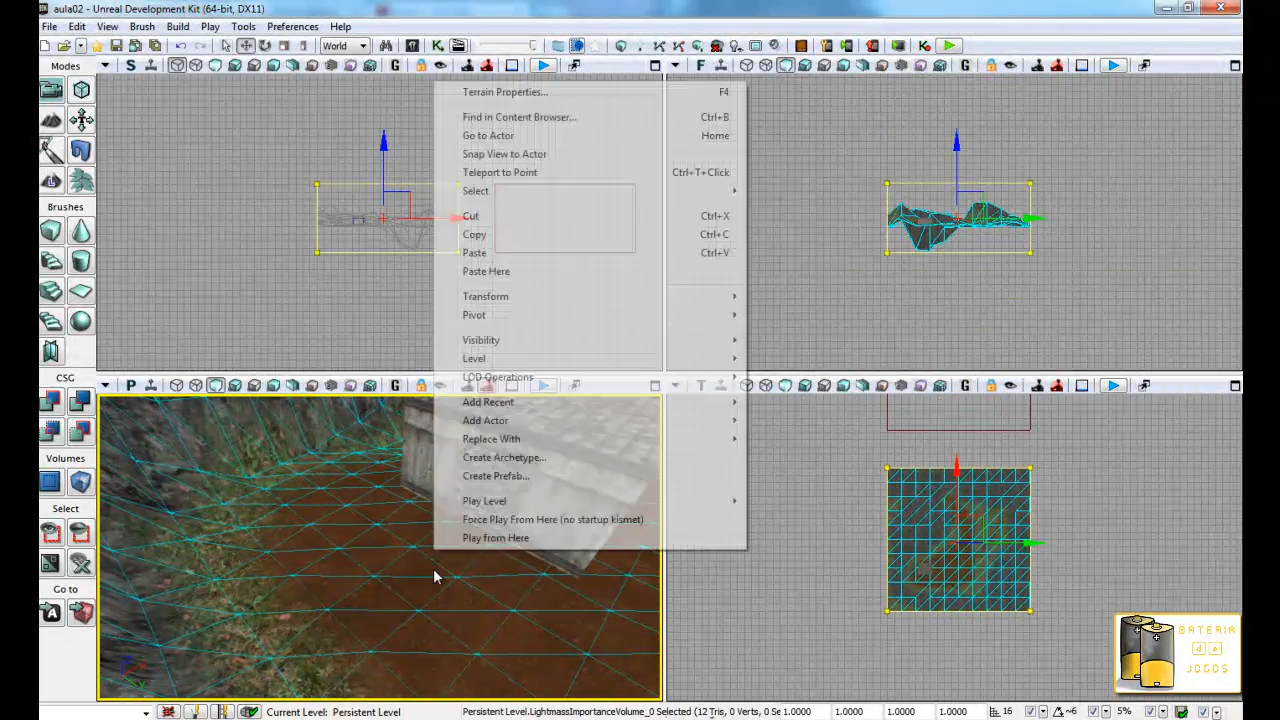 aula02 - Unreal Development Kit (64-bit, DX11)
File Edit View Brush Build Play Tools Preferences Help
World
Modes
S G
F G
Terrain Properties... F4
Find in Content Browser... Ctrl+B
Go to Actor Home
Snap View to Actor
Teleport to Point Ctrl+T+Click
Select
Brushes
Cut Ctrl+X
Copy Ctrl+C
Paste Ctrl+V
Paste Here
Transform
Pivot
Visibility
Level
LOD Operations
CSG
P G
T G
Add Recent
Add Actor
Replace With
Create Archetype...
Volumes
Create Prefab...
Play Level
Select
Force Play From Here (no startup kismet)
Play from Here
Go to
BATERIA
de
JOGOS
Current Level: Persistent Level
Persistent Level.LightmassImportanceVolume_0 Selected (12 Tris, 0 Verts, 0 Se
1.0000 1.0000 1.0000 1.0000
16 ~6 5%